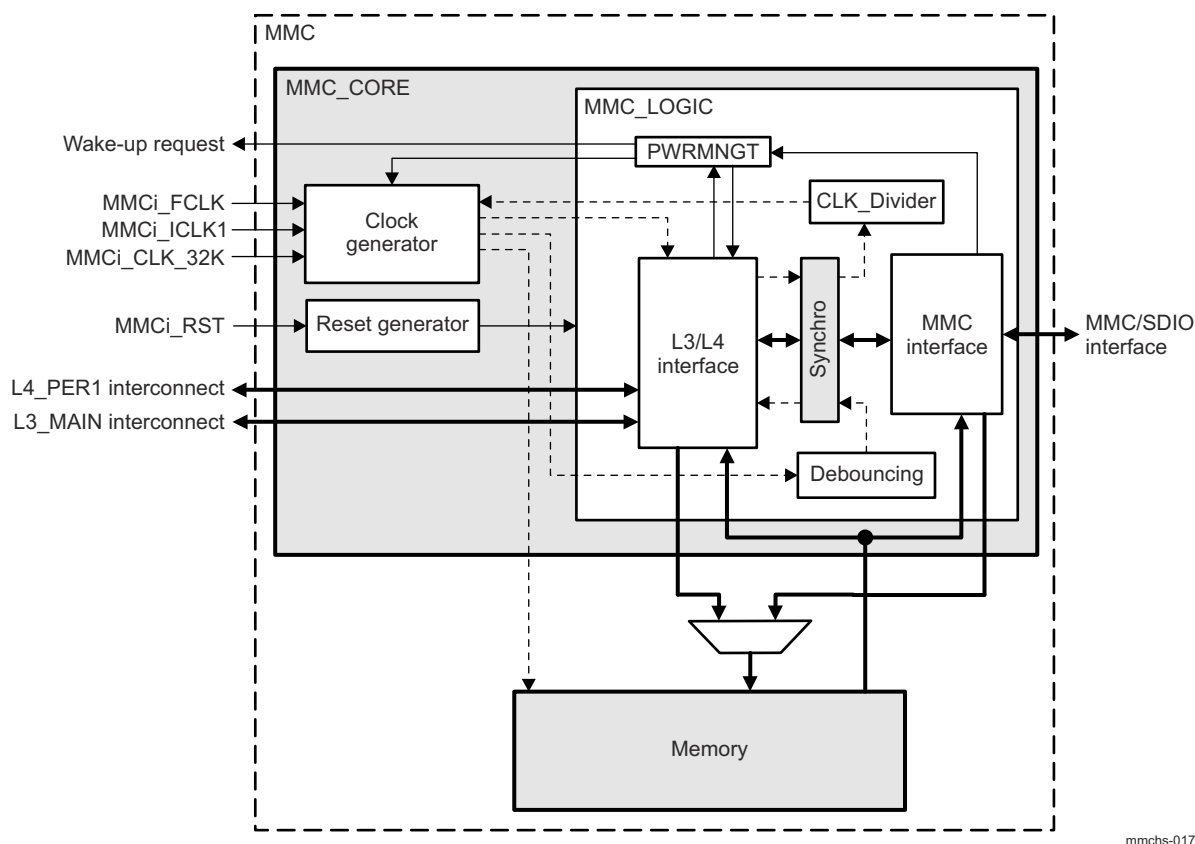 MMC
MMC_CORE
MMC_LOGIC
Wake-up request
PWRMNGT
MMCi_FCLK
MMCi_ICLK1
MMCi_CLK_32K
Clock
generator
CLK_Divider
MMCi_RST
Reset generator
L3/L4
interface
Synchro
MMC
interface
MMC/SDIO
interface
L4_PER1 interconnect
L3_MAIN interconnect
Debouncing
Memory
mmchs-017